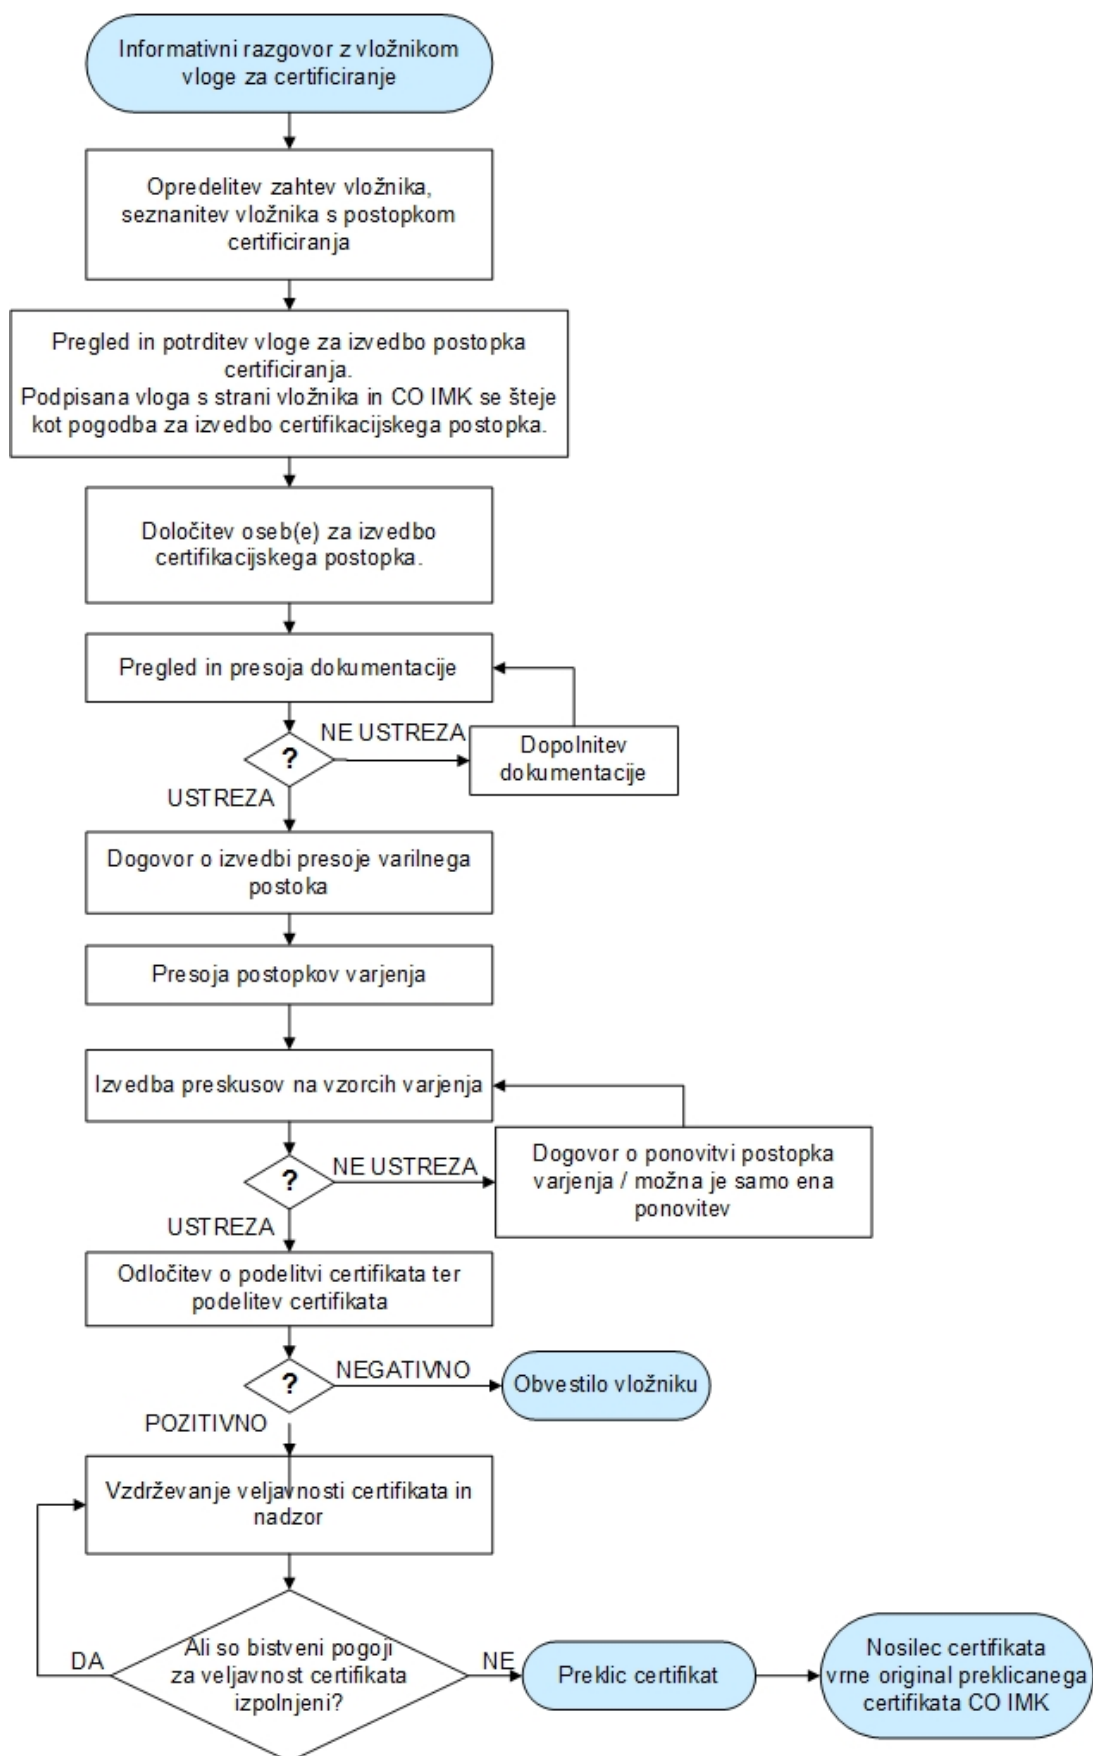 Informativni razgovor z vložnikom
vloge za certificiranje
Opredelitev zahtev vložnika,
seznanitev vložnika s postopkom
certificiranja
Pregled in potrditev vloge za izvedbo postopka
certificiranja.
Podpisana vloga s strani vložnika in CO IMK se šteje
kot pogodba za izvedbo certifikacijskega postopka.
Določitev oseb(e) za izvedbo
certifikacijskega postopka.
Pregled in presoja dokumentacije
?
NE USTREZA
Dopolnitev
dokumentacije
USTREZA
Dogovor o izvedbi presoje varilnega
postoka
Presoja postopkov varjenja
Izvedba preskusov na vzorcih varjenja
?
NE USTREZA
Dogovor o ponovitvi postopka
varjenja / možna je samo ena
ponovitev
USTREZA
Odločitev o podelitvi certifikata ter
podelitev certifikata
?
NEGATIVNO
Obvestilo vložniku
POZITIVNO
Vzdrževanje veljavnosti certifikata in
nadzor
Ali so bistveni pogoji
za veljavnost certifikata
izpolnjeni?
DA
NE
Preklic certifikat
Nosilec certifikata
vrne original preklicanega
certifikata CO IMK